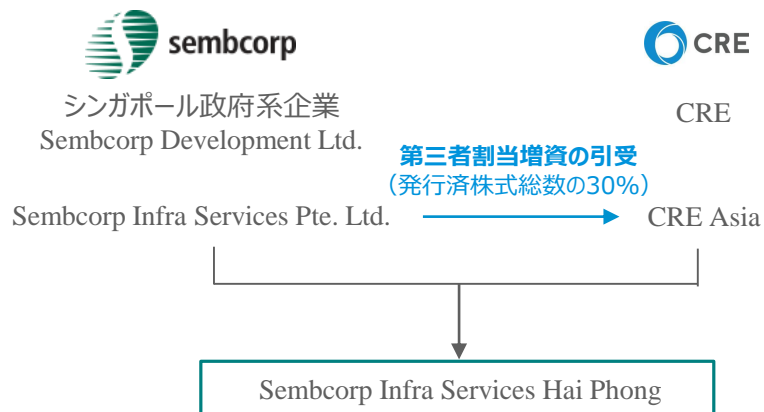 sembcorp
CRE
シンガポール政府系企業
Sembcorp Development Ltd.
CRE
第三者割当増資の引受
（発行済株式総数の30%）
Sembcorp Infra Services Pte. Ltd.
CRE Asia
Sembcorp Infra Services Hai Phong